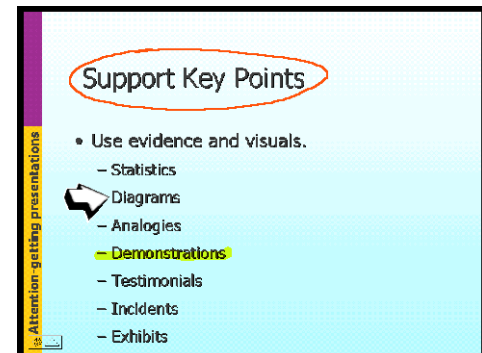 Support Key Points
• Use evidence and visuals.
– Statistics
Diagrams
– Analogies
– Demonstrations
– Testimonials
– Incidents
– Exhibits
Attention-getting presentations